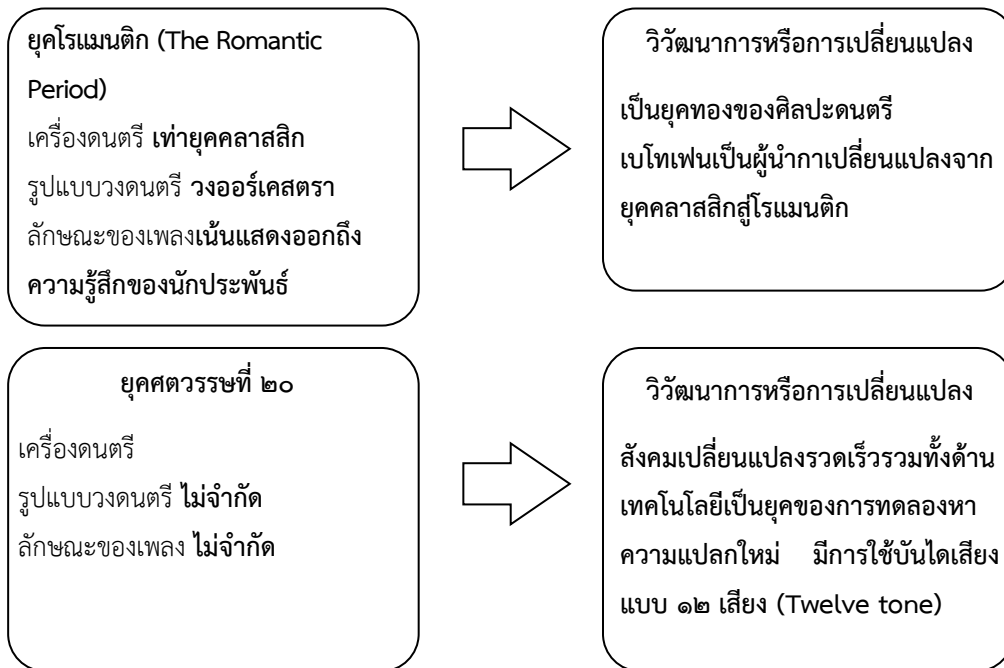 ยุคโรแมนติก (The Romantic
Period)
เครื่องดนตรี เท่ายุคคลาสสิก
รูปแบบวงดนตรี วงออร์เคสตรา
ลักษณะของเพลงเน้นแสดงออกถึง
ความรู้สึกของนักประพันธ์
วิวัฒนาการหรือการเปลี่ยนแปลง
เป็นยุคทองของศิลปะดนตรี
เบโทเฟนเป็นผู้นำกาเปลี่ยนแปลงจาก
ยุคคลาสสิกสู่โรแมนติก
ยุคศตวรรษที่ ๒๐
เครื่องดนตรี
รูปแบบวงดนตรี ไม่จำกัด
ลักษณะของเพลง ไม่จำกัด
วิวัฒนาการหรือการเปลี่ยนแปลง
สังคมเปลี่ยนแปลงรวดเร็วรวมทั้งด้าน
เทคโนโลยีเป็นยุคของการทดลองหา
ความแปลกใหม่ มีการใช้บันไดเสียง
แบบ ๑๒ เสียง (Twelve tone)